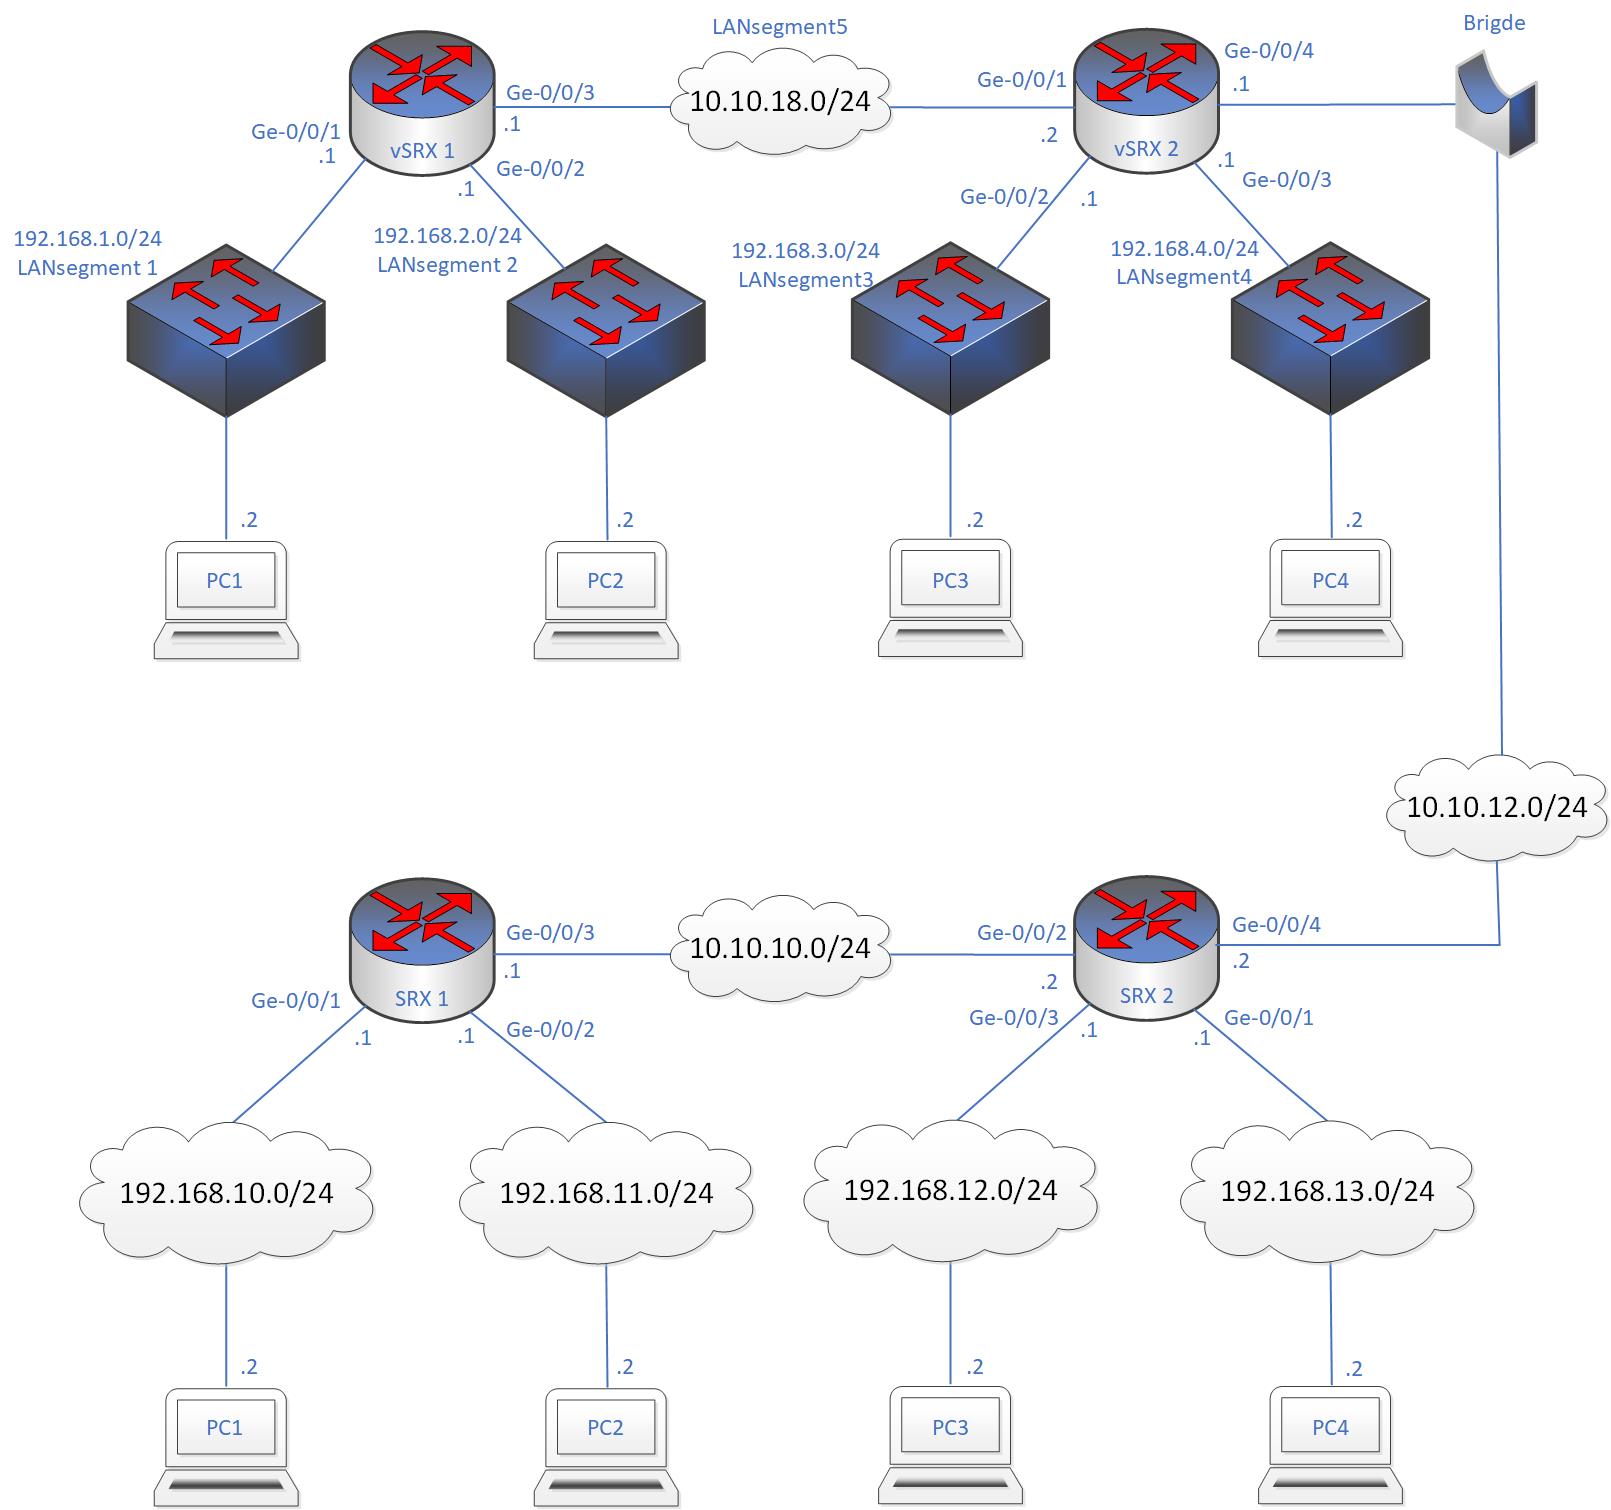 LANsegment5
Brigde
Ge-0/0/3
.1
10.10.18.0/24
Ge-0/0/1
.2
Ge-0/0/4
.1
vSRX 1
vSRX 2
Ge-0/0/1
.1
Ge-0/0/2
.1
Ge-0/0/2
.1
.1
Ge-0/0/3
192.168.1.0/24
LANsegment 1
192.168.2.0/24
LANsegment 2
192.168.3.0/24
LANsegment3
192.168.4.0/24
LANsegment4
.2
.2
.2
.2
PC1
PC2
PC3
PC4
10.10.12.0/24
Ge-0/0/3
.1
10.10.10.0/24
Ge-0/0/2
.2
Ge-0/0/4
.2
SRX 1
SRX 2
Ge-0/0/1
.1
.1
Ge-0/0/2
Ge-0/0/3
.1
.1
Ge-0/0/1
192.168.10.0/24
192.168.11.0/24
192.168.12.0/24
192.168.13.0/24
.2
.2
.2
.2
PC1
PC2
PC3
PC4